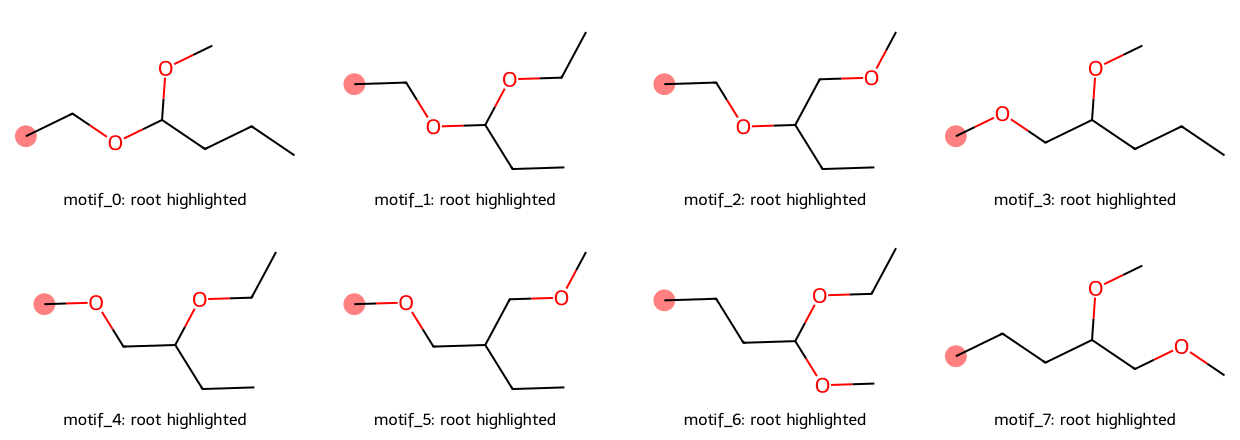 O
O
motif_0: root highlighted
O
O
motif_1: root highlighted
O
O
motif_2: root highlighted
O
O
motif_3: root highlighted
O
O
motif_4: root highlighted
O
O
motif_5: root highlighted
O
O
motif_6: root highlighted
O
O
motif_7: root highlighted